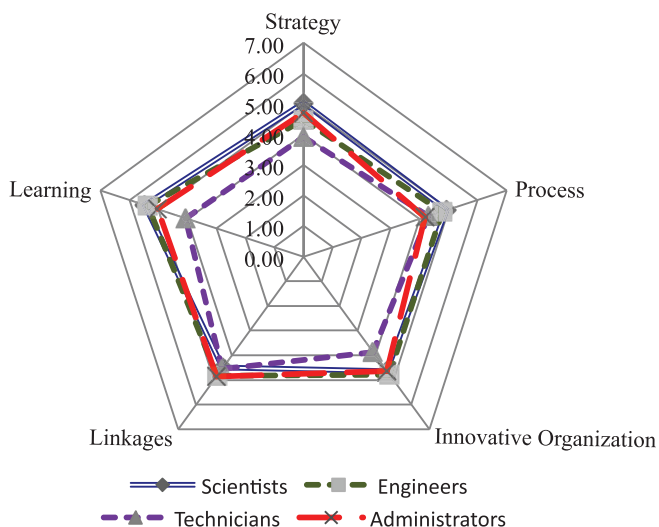 Strategy
7.00
6.00
5.00
4.00
3.00
2.00
1.00
0.00
Learning
Process
Linkages
Innovative Organization
Scientists
Engineers
Technicians
Administrators